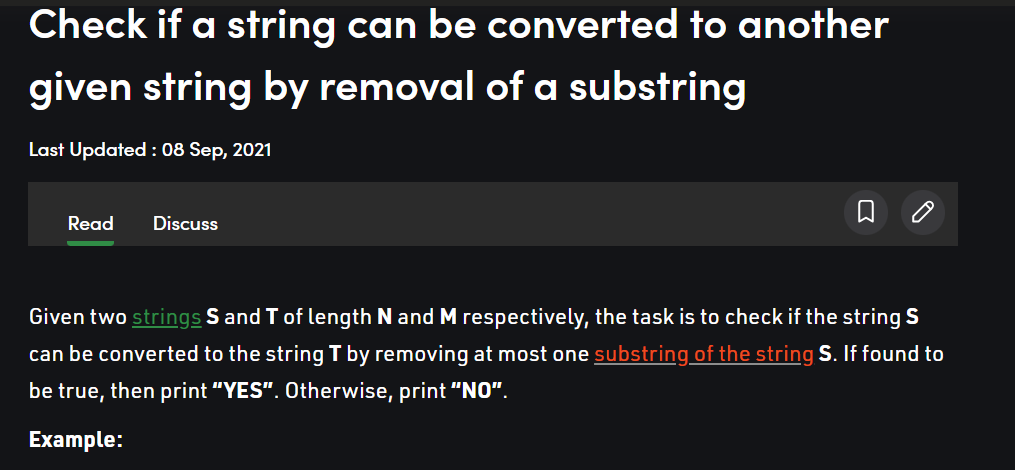 Check if a string can be converted to another
given string by removal of a substring
Last Updated : 08 Sep, 2021
Read Discuss
Given two strings S and T of length N and M respectively, the task is to check if the string S
can be converted to the string T by removing at most one substring of the string S. If found to
be true, then print “YES”. Otherwise, print “NO”.
Example: